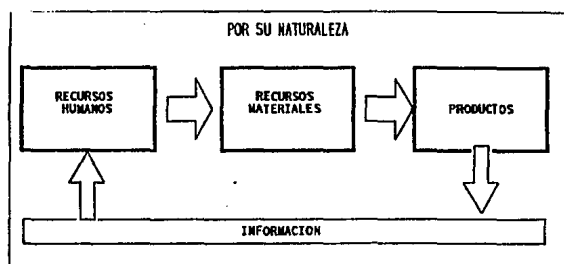 POR SU NATURALEZA
RECURSOS
HUMANOS
RECURSOS
MATERIALES
PRODUCTOS
INFORMACION